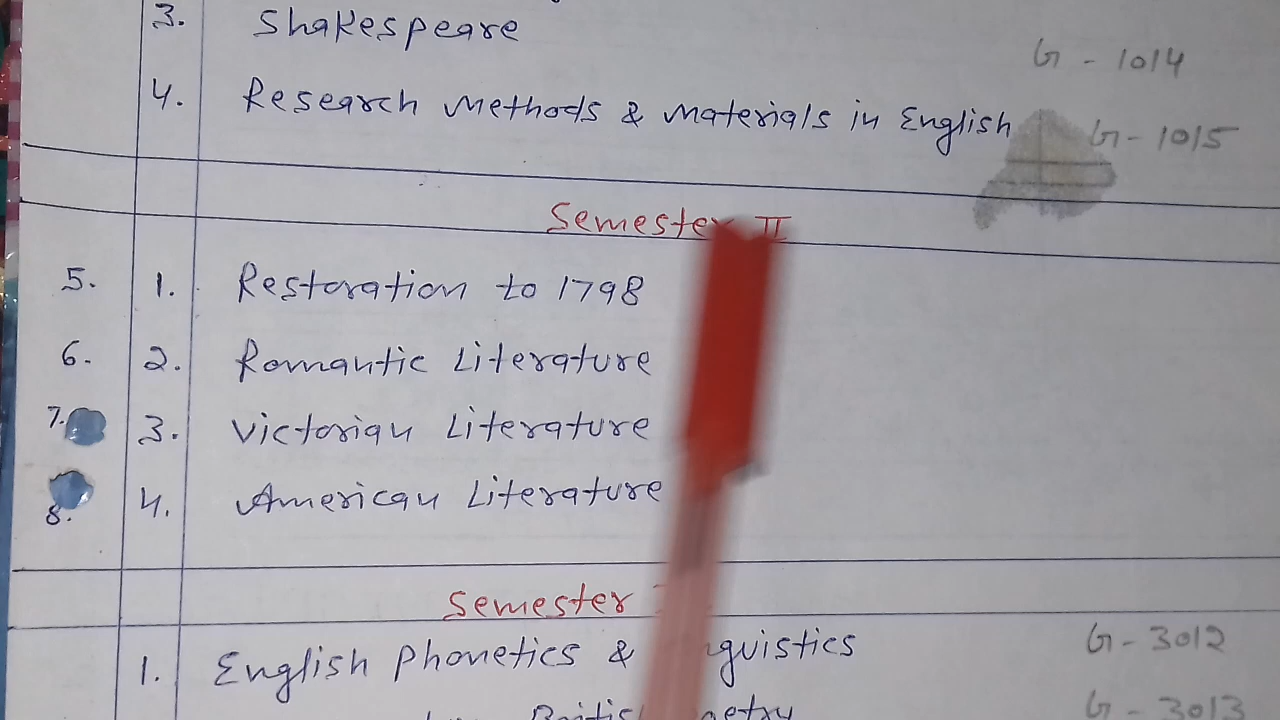 3. Shakespeare G-1014
4. Research Methods & Materials in English G-1015
Semester II
5. 1. Restoration to 1798
6. 2. Romantic Literature
7. 3. Victorian Literature
8. 4. American Literature
Semester
1. English Phonetics & G-3012
G-3013